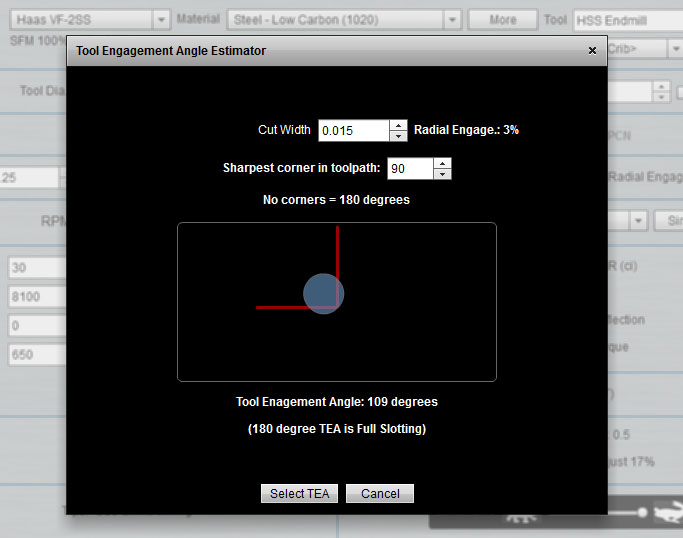 Haas VF-2SS Material Steel - Low Carbon (1020) More Tool HSS Endmill
SFM 100%
Crib>
Tool Engagement Angle Estimator
Tool Dia
PCN
Cut Width 0.015 Radial Engage.: 3%
Sharpest corner in toolpath: 90
.25
Radial Engag
No corners = 180 degrees
RPM
Sin
30
R (ci)
8100
0
lection
650
que
Tool Enagement Angle: 109 degrees
(180 degree TEA is Full Slotting)
0.5
just 17%
Select TEA Cancel